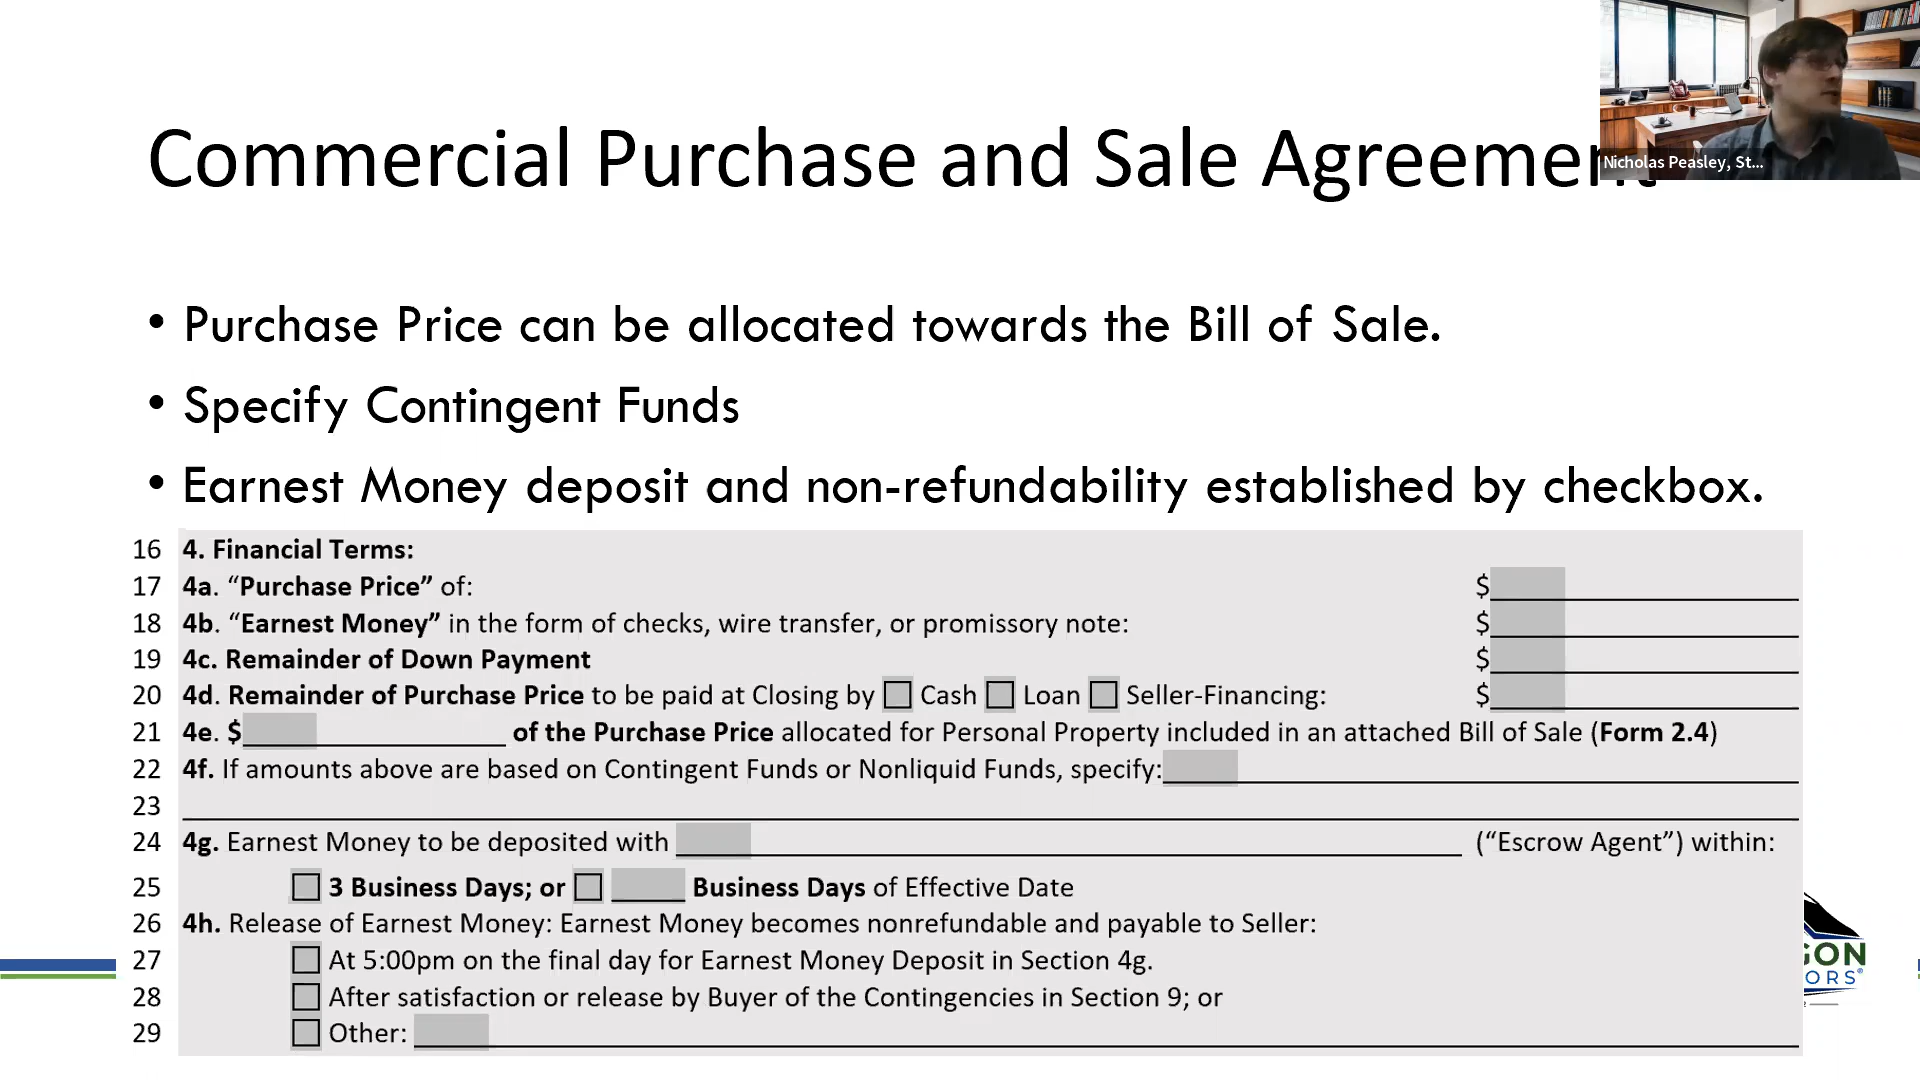 Commercial Purchase and Sale Agreement
Nicholas Peasley, St...
• Purchase Price can be allocated towards the Bill of Sale.
• Specify Contingent Funds
• Earnest Money deposit and non-refundability established by checkbox.
16 4. Financial Terms:
17 4a. “Purchase Price” of: $
18 4b. “Earnest Money” in the form of checks, wire transfer, or promissory note: $
19 4c. Remainder of Down Payment $
20 4d. Remainder of Purchase Price to be paid at Closing by ☐ Cash ☐ Loan ☐ Seller-Financing: $
21 4e. $ of the Purchase Price allocated for Personal Property included in an attached Bill of Sale (Form 2.4)
22 4f. If amounts above are based on Contingent Funds or Nonliquid Funds, specify:
23
24 4g. Earnest Money to be deposited with (“Escrow Agent”) within:
25 ☐ 3 Business Days; or ☐ Business Days of Effective Date
26 4h. Release of Earnest Money: Earnest Money becomes nonrefundable and payable to Seller:
27 ☐ At 5:00pm on the final day for Earnest Money Deposit in Section 4g.
28 ☐ After satisfaction or release by Buyer of the Contingencies in Section 9; or
29 ☐ Other:
GON
ORS®